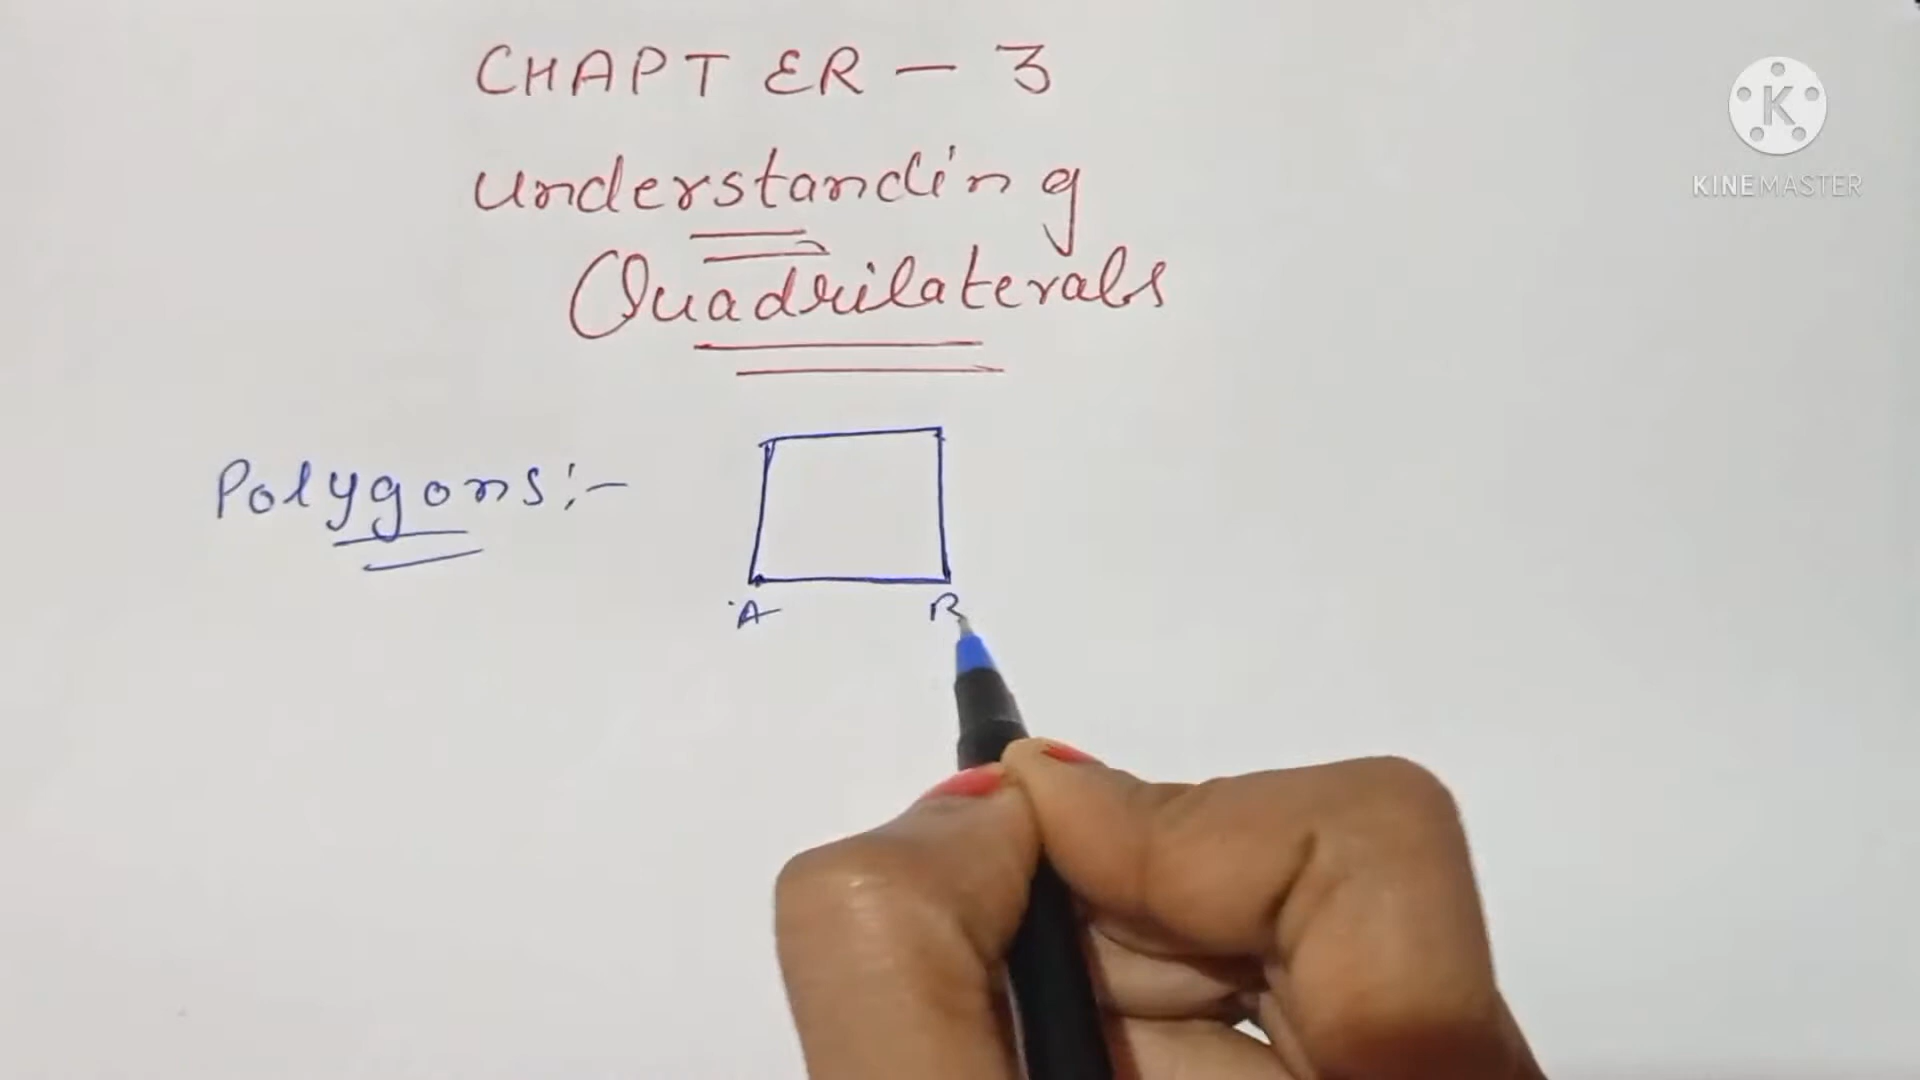 CHAPTER - 3
K
KINEMASTER
Understanding
Quadrilaterals
Polygons :-
A B